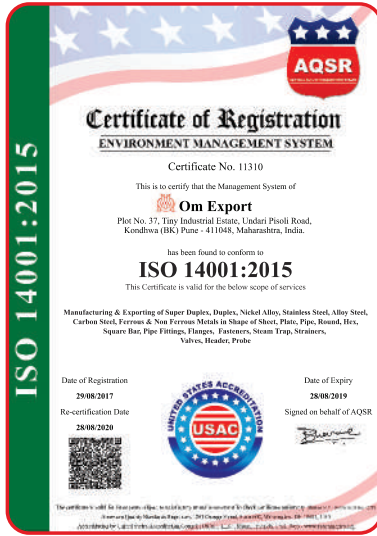 AQSR
Certificate of Registration
ENVIRONMENT MANAGEMENT SYSTEM
Certificate No. 11310
This is to certify that the Management System of
Om Export
Plot No. 37, Tiny Industrial Estate, Undari Pisoli Road,
Kondhwa (BK) Pune - 411048, Maharashtra, India.
has been found to conform to
ISO 14001:2015
This Certificate is valid for the below scope of services
Manufacturing & Exporting of Super Duplex, Duplex, Nickel Alloy, Stainless Steel, Alloy Steel,
Carbon Steel, Ferrous & Non Ferrous Metals in Shape of Sheet, Plate, Pipe, Round, Hex,
Square Bar, Pipe Fittings, Flanges, Fasteners, Steam Trap, Strainers,
Valves, Header, Probe
ISO 14001:2015
Date of Registration
29/08/2017
Re-certification Date
28/08/2020
UNITED STATES ACCREDITATION
USAC
Date of Expiry
28/08/2019
Signed on behalf of AQSR